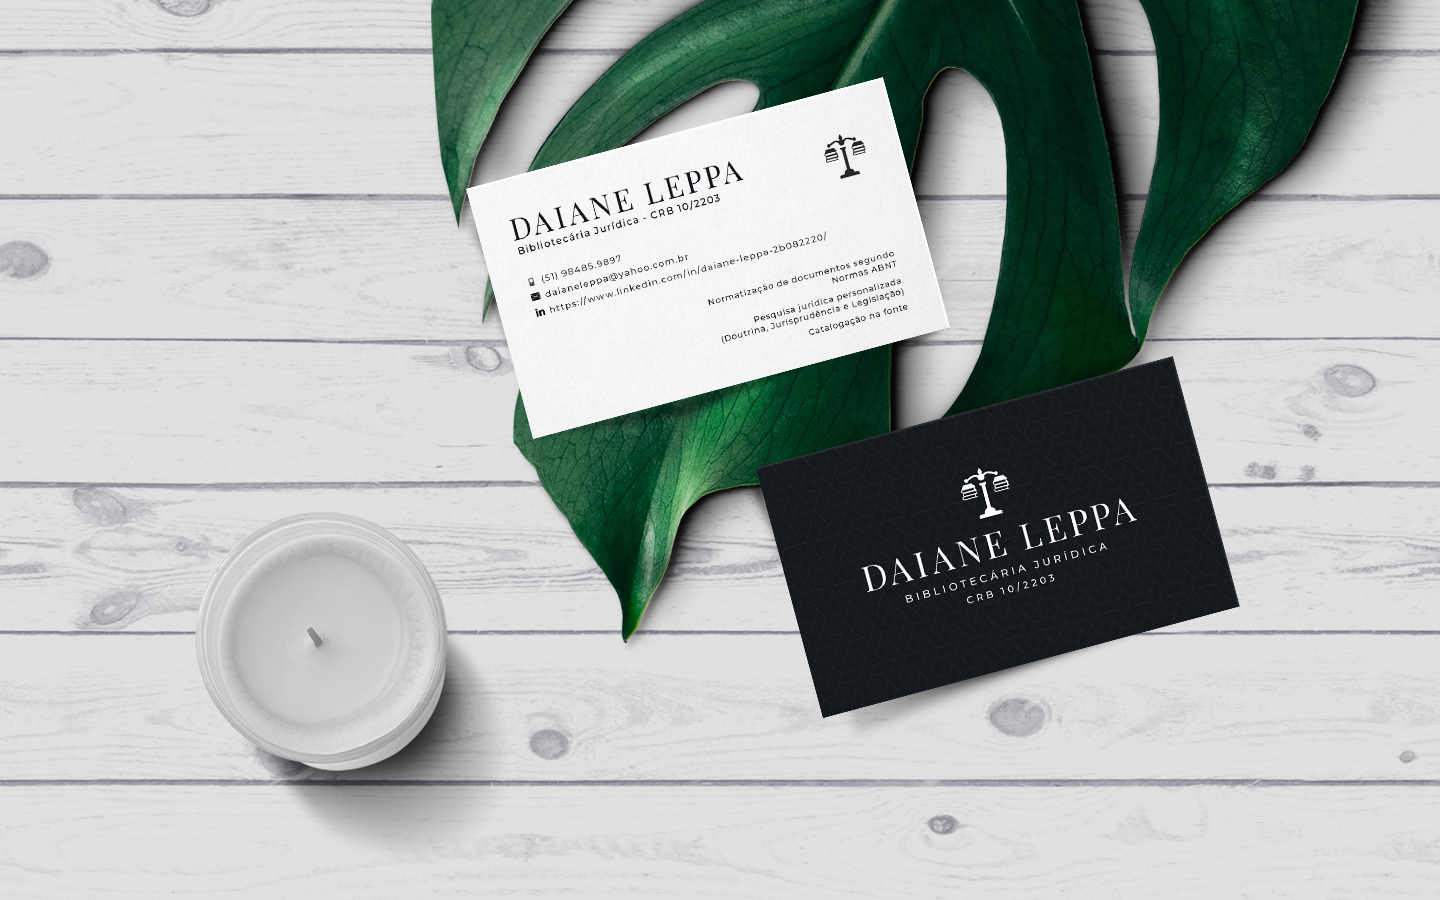 DAIANE LEPPA
Bibliotecária Jurídica - CRB 10/2203
(51) 98485.9897
daianeleppa@yahoo.com.br
https://www.linkedin.com/in/daiane-leppa-2b082220/
Normatização de documentos segundo
Normas ABNT
Pesquisa jurídica personalizada
(Doutrina, Jurisprudência e Legislação)
Catalogação na fonte
DAIANE LEPPA
BIBLIOTECÁRIA JURÍDICA
CRB 10/2203